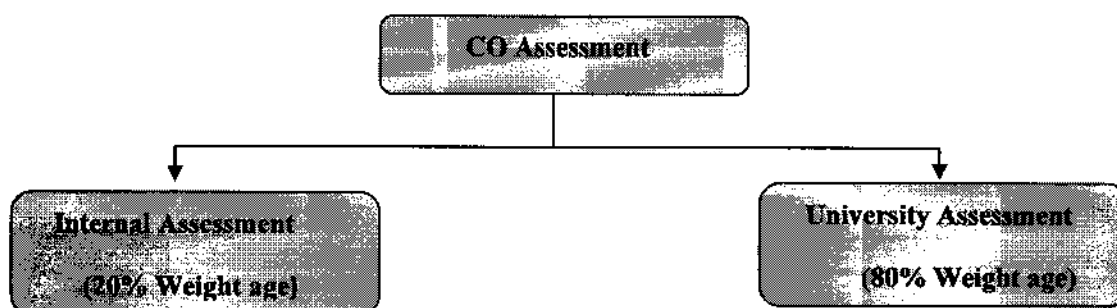 CO Assessment
Internal Assessment
(20% Weight age)
University Assessment
(80% Weight age)